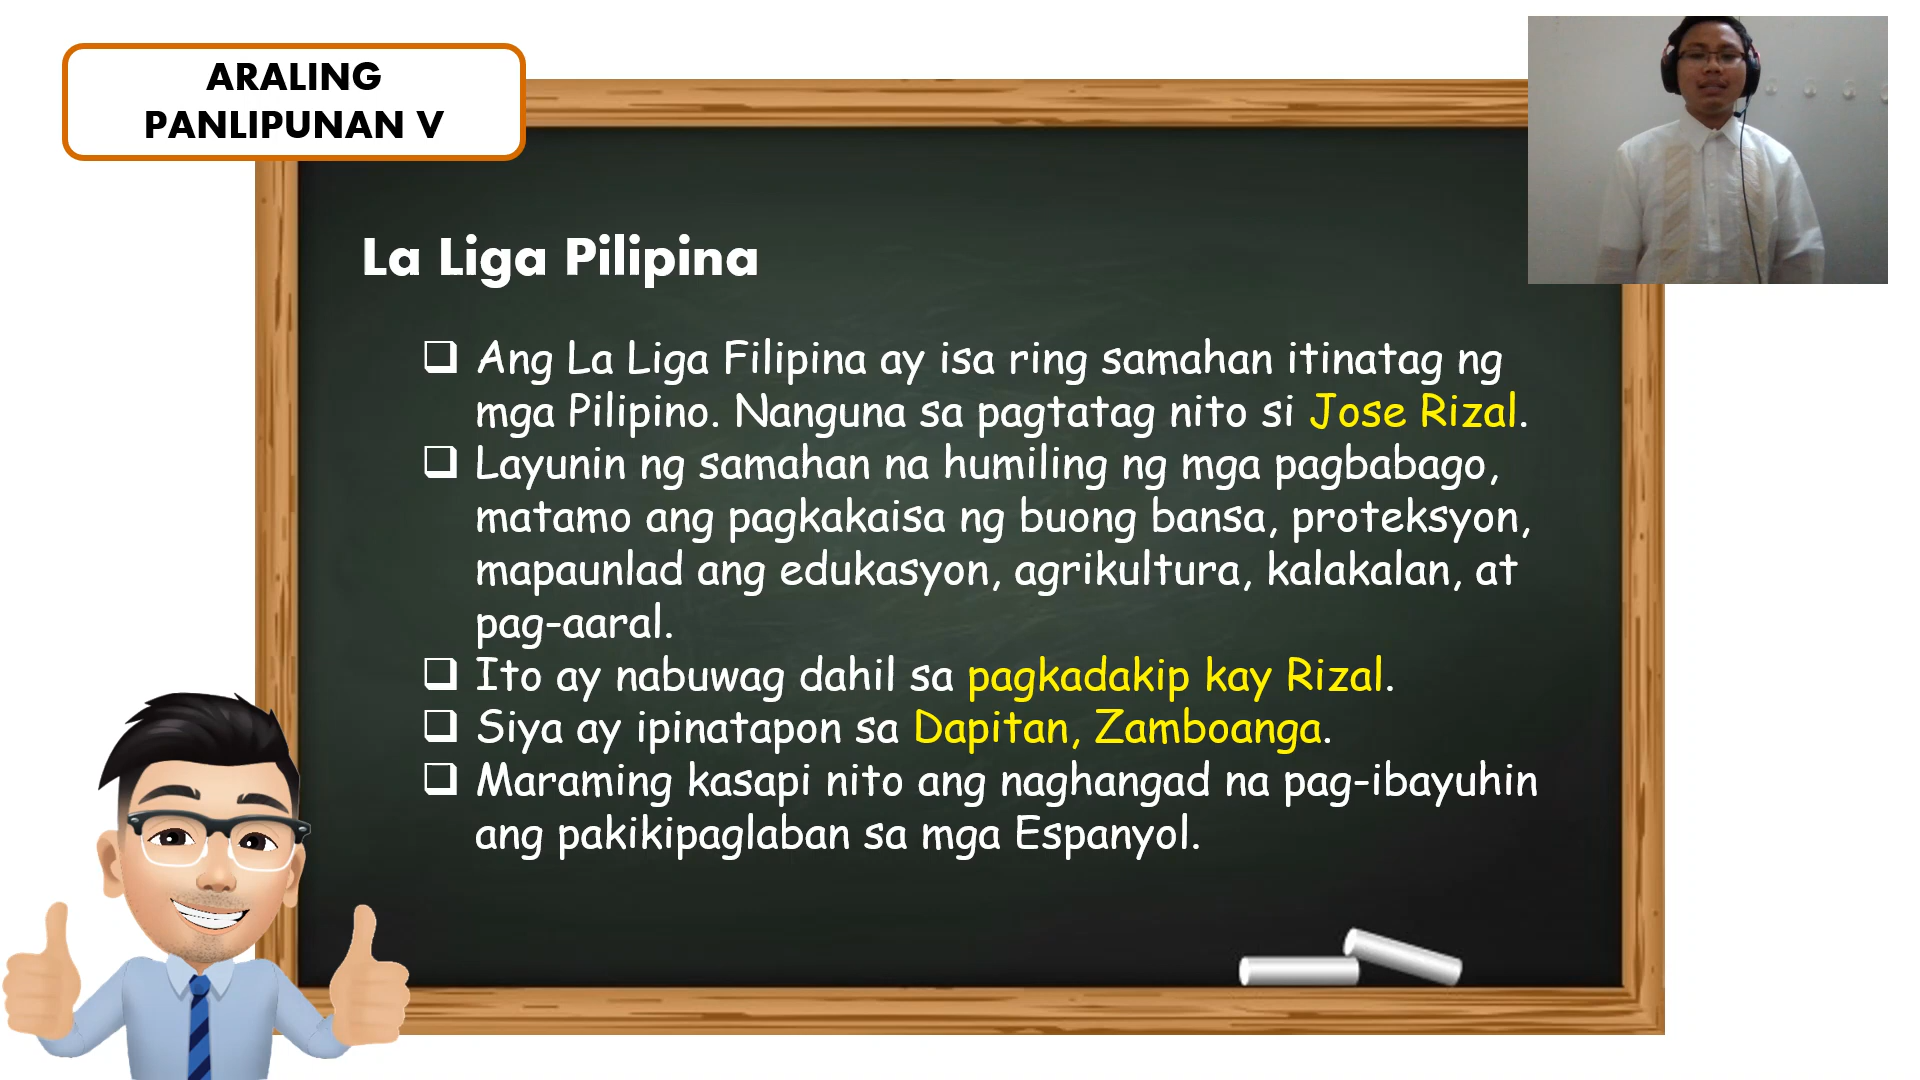 ARALING
PANLIPUNAN V
La Liga Pilipina
Ang La Liga Filipina ay isa ring samahan itinatag ng
mga Pilipino. Nanguna sa pagtatag nito si Jose Rizal.
Layunin ng samahan na humiling ng mga pagbabago,
matamo ang pagkakaisa ng buong bansa, proteksyon,
mapaunlad ang edukasyon, agrikultura, kalakalan, at
pag-aaral.
Ito ay nabuwag dahil sa pagkadakip kay Rizal.
Siya ay ipinatapon sa Dapitan, Zamboanga.
Maraming kasapi nito ang naghangad na pag-ibayuhin
ang pakikipaglaban sa mga Espanyol.